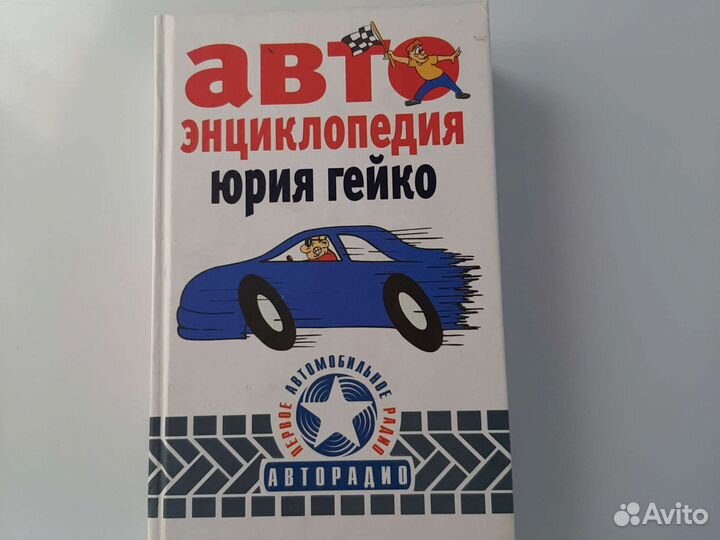 авто
энциклопедия
юрия гейко
ПЕРВОЕ АВТОМОБИЛЬНОЕ РАДИО
АВТОРАДИО
Avito